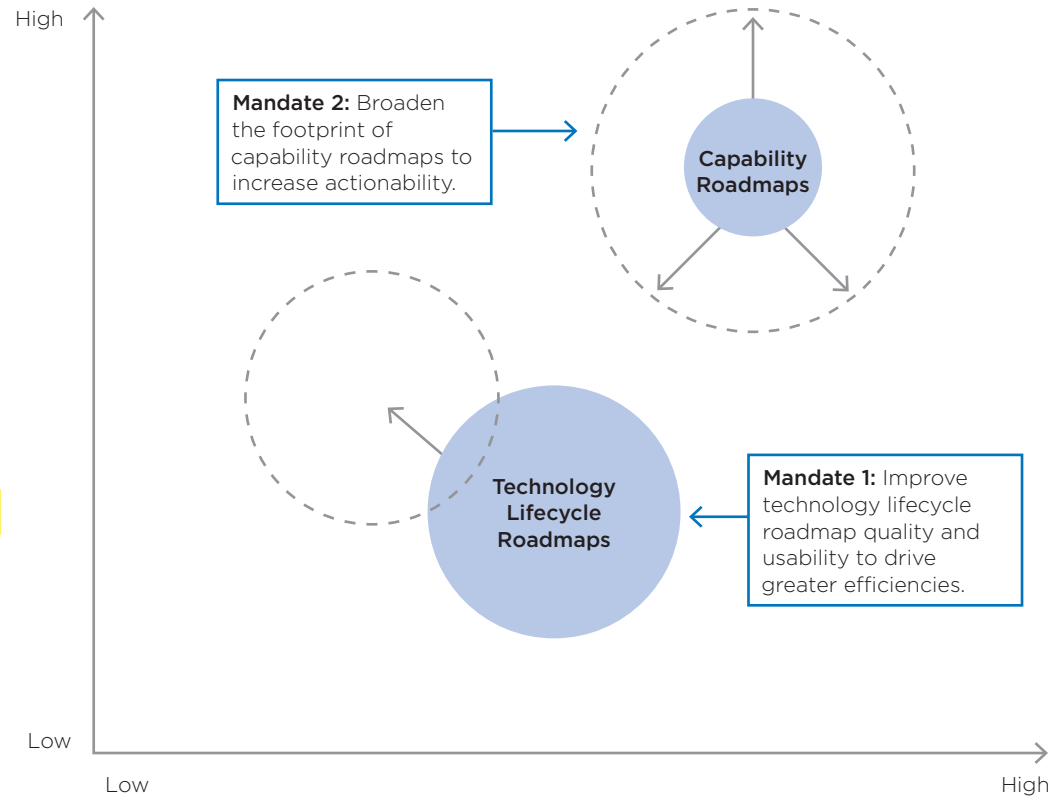 High
Mandate 2: Broaden
the footprint of
capability roadmaps to
increase actionability.
Capability
Roadmaps
Technology
Lifecycle
Roadmaps
Mandate 1: Improve
technology lifecycle
roadmap quality and
usability to drive
greater efficiencies.
Low
Low
High